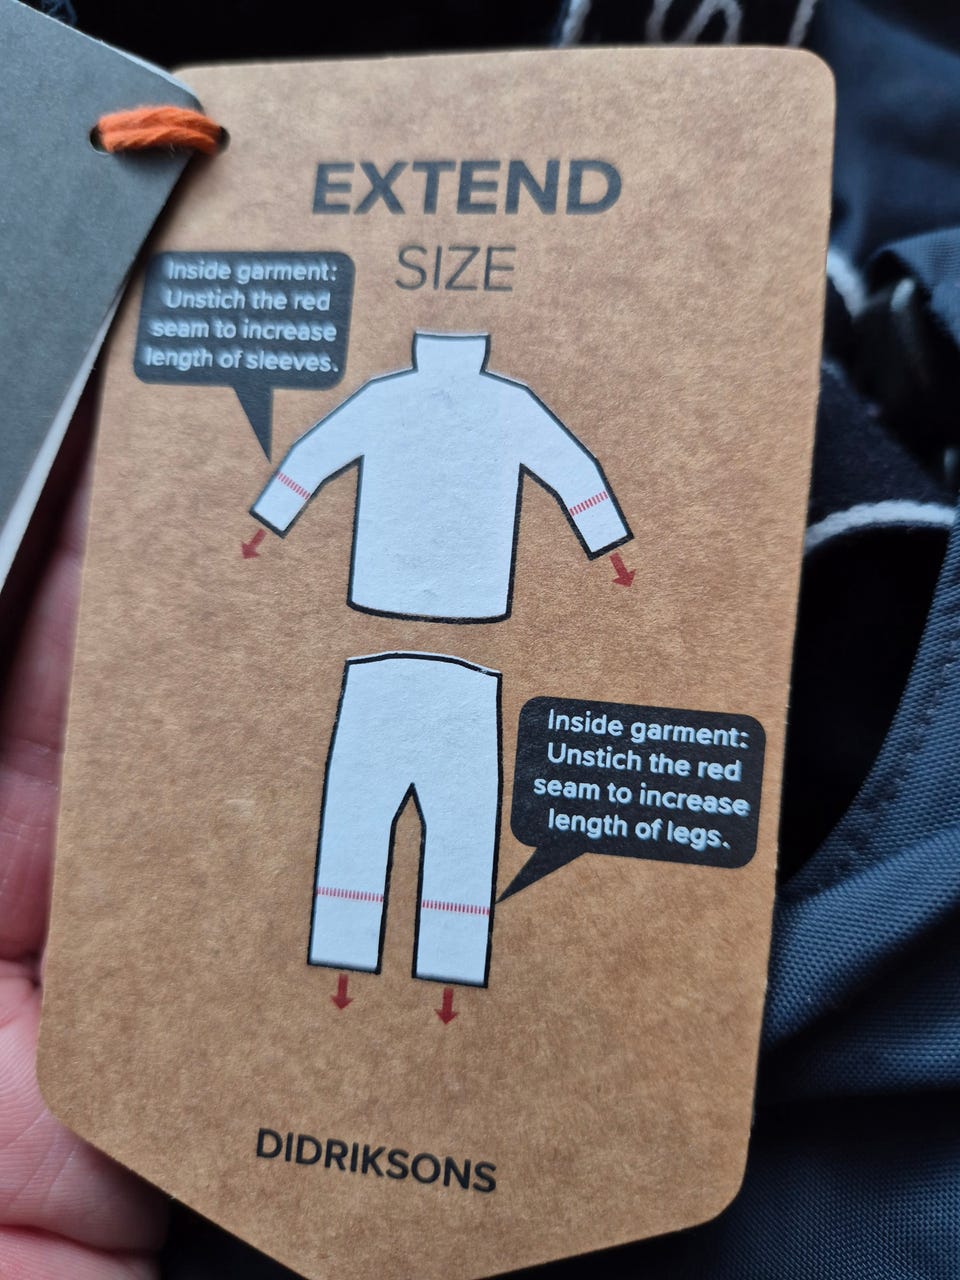 EXTEND
SIZE
Inside garment:
Unstich the red
seam to increase
length of sleeves.
Inside garment:
Unstich the red
seam to increase
length of legs.
DIDRIKSONS